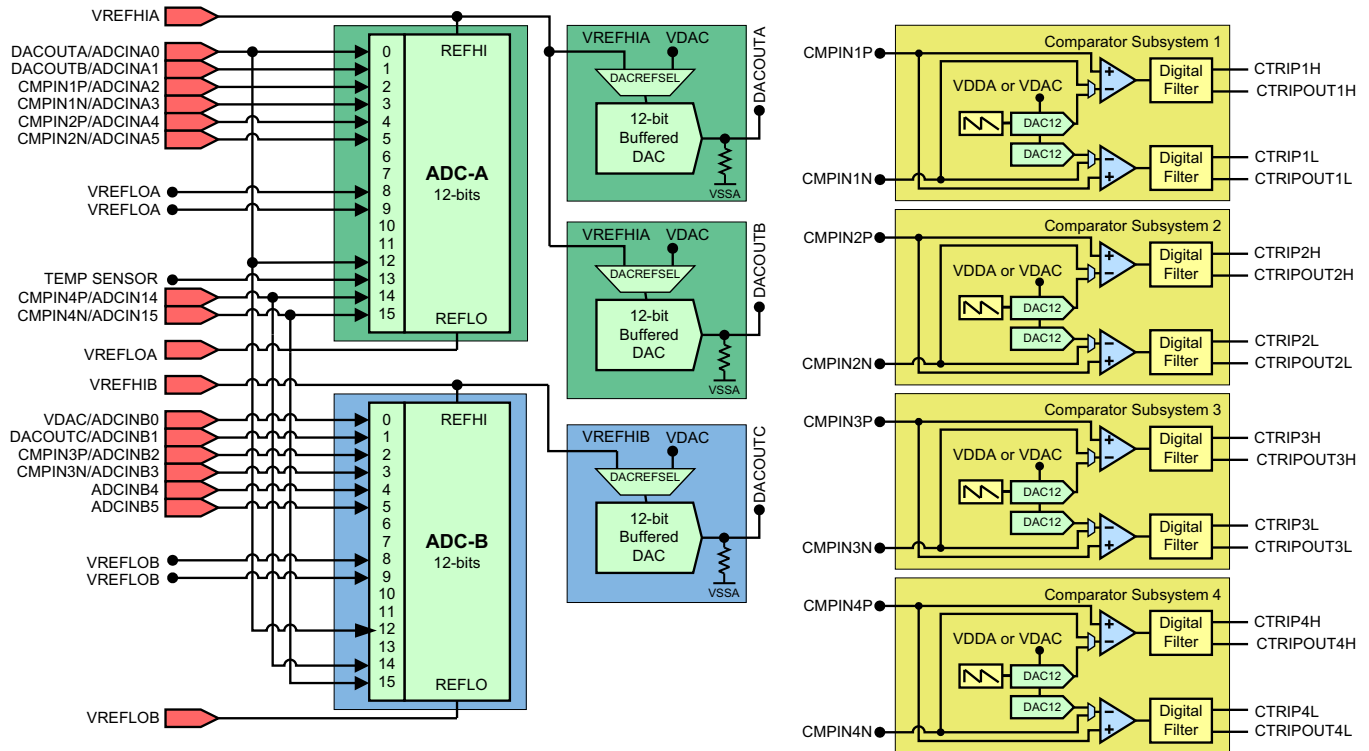 VREFHIA
DACOUTA/ADCINA0
DACOUTB/ADCINA1
CMPIN1P/ADCINA2
CMPIN1N/ADCINA3
CMPIN2P/ADCINA4
CMPIN2N/ADCINA5
VREFLOA
VREFLOA
TEMP SENSOR
CMPIN4P/ADCIN14
CMPIN4N/ADCIN15
VREFLOA
REFHI
0
1
2
3
4
5
6
7
8
9
10
11
12
13
14
15
ADC-A
12-bits
REFLO
VREFHIB
VDAC/ADCINB0
DACOUTC/ADCINB1
CMPIN3P/ADCINB2
CMPIN3N/ADCINB3
ADCINB4
ADCINB5
VREFLOB
VREFLOB
VREFLOB
REFHI
0
1
2
3
4
5
6
7
8
9
10
11
12
13
14
15
ADC-B
12-bits
REFLO
VREFHIA
VDAC
DACREFSEL
12-bit
Buffered
DAC
VSSA
DACOUTA
VREFHIA
VDAC
DACREFSEL
12-bit
Buffered
DAC
VSSA
DACOUTB
VREFHIB
VDAC
DACREFSEL
12-bit
Buffered
DAC
VSSA
DACOUTC
Comparator Subsystem 1
CMPIN1P
VDDA or VDAC
DAC12
DAC12
CMPIN1N
Digital
Filter
CTRIP1H
CTRIPOUT1H
Digital
Filter
CTRIP1L
CTRIPOUT1L
Comparator Subsystem 2
CMPIN2P
VDDA or VDAC
DAC12
DAC12
CMPIN2N
Digital
Filter
CTRIP2H
CTRIPOUT2H
Digital
Filter
CTRIP2L
CTRIPOUT2L
Comparator Subsystem 3
CMPIN3P
VDDA or VDAC
DAC12
DAC12
CMPIN3N
Digital
Filter
CTRIP3H
CTRIPOUT3H
Digital
Filter
CTRIP3L
CTRIPOUT3L
Comparator Subsystem 4
CMPIN4P
VDDA or VDAC
DAC12
DAC12
CMPIN4N
Digital
Filter
CTRIP4H
CTRIPOUT4H
Digital
Filter
CTRIP4L
CTRIPOUT4L